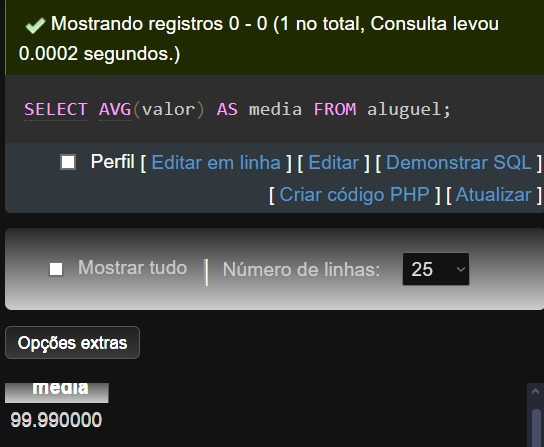 Mostrando registros 0 - 0 (1 no total, Consulta levou
0.0002 segundos.)
SELECT AVG(valor) AS media FROM aluguel;
Perfil [ Editar em linha ] [ Editar ] [ Demonstrar SQL ]
[ Criar código PHP ] [ Atualizar ]
Mostrar tudo | Número de linhas: 25
Opções extras
media
99.990000